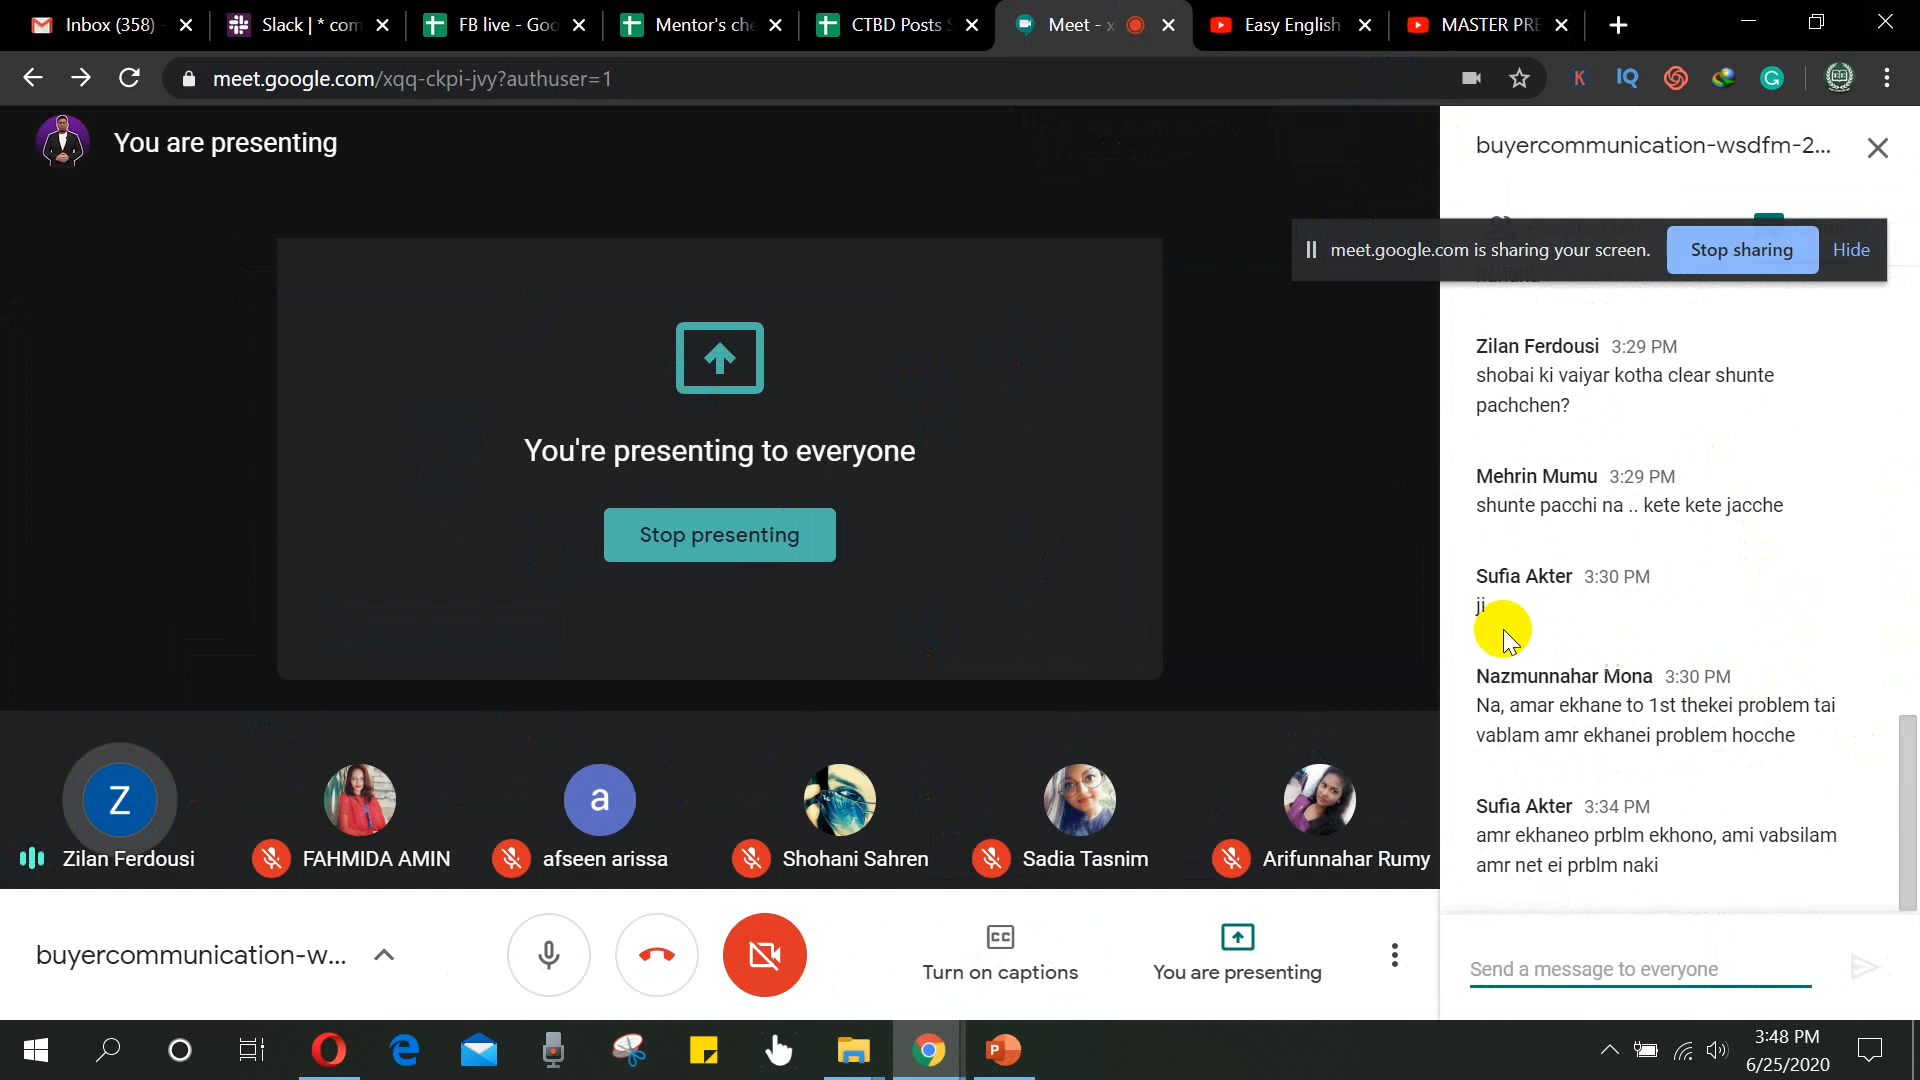 Inbox (358)
Slack | * com
FB live - Goo
Mentor's che
CTBD Posts S
Meet - x
Easy English
MASTER PRE
meet.google.com/xqq-ckpi-jvy?authuser=1
K
IQ
You are presenting
buyercommunication-wsdfm-2...
meet.google.com is sharing your screen.
Stop sharing
Hide
Zilan Ferdousi 3:29 PM
shobai ki vaiyar kotha clear shunte
pachchen?
Mehrin Mumu 3:29 PM
shunte pacchi na .. kete kete jacche
Sufia Akter 3:30 PM
ji
Nazmunnahar Mona 3:30 PM
Na, amar ekhane to 1st thekei problem tai
vablam amr ekhanei problem hocche
Sufia Akter 3:34 PM
amr ekhaneo prblm ekhono, ami vabsilam
amr net ei prblm naki
You're presenting to everyone
Stop presenting
Z
a
Zilan Ferdousi
FAHMIDA AMIN
afseen arissa
Shohani Sahren
Sadia Tasnim
Arifunnahar Rumy
buyercommunication-w...
CC
Turn on captions
You are presenting
Send a message to everyone
3:48 PM
6/25/2020